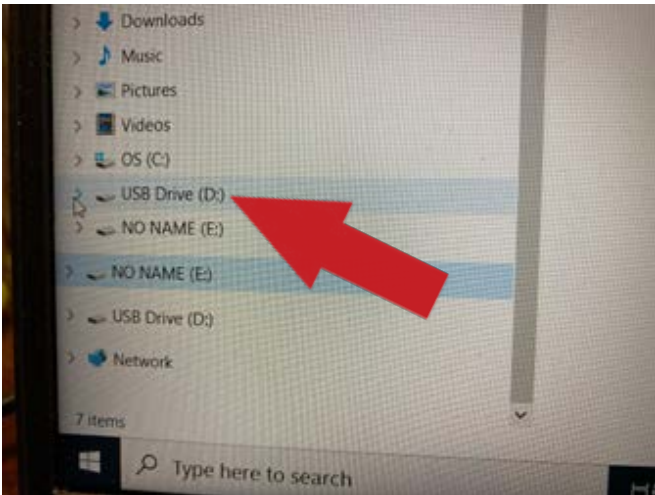 Downloads
Music
Pictures
Videos
OS (C:)
USB Drive (D:)
NO NAME (E:)
NO NAME (E:)
USB Drive (D:)
Network
7 items
Type here to search